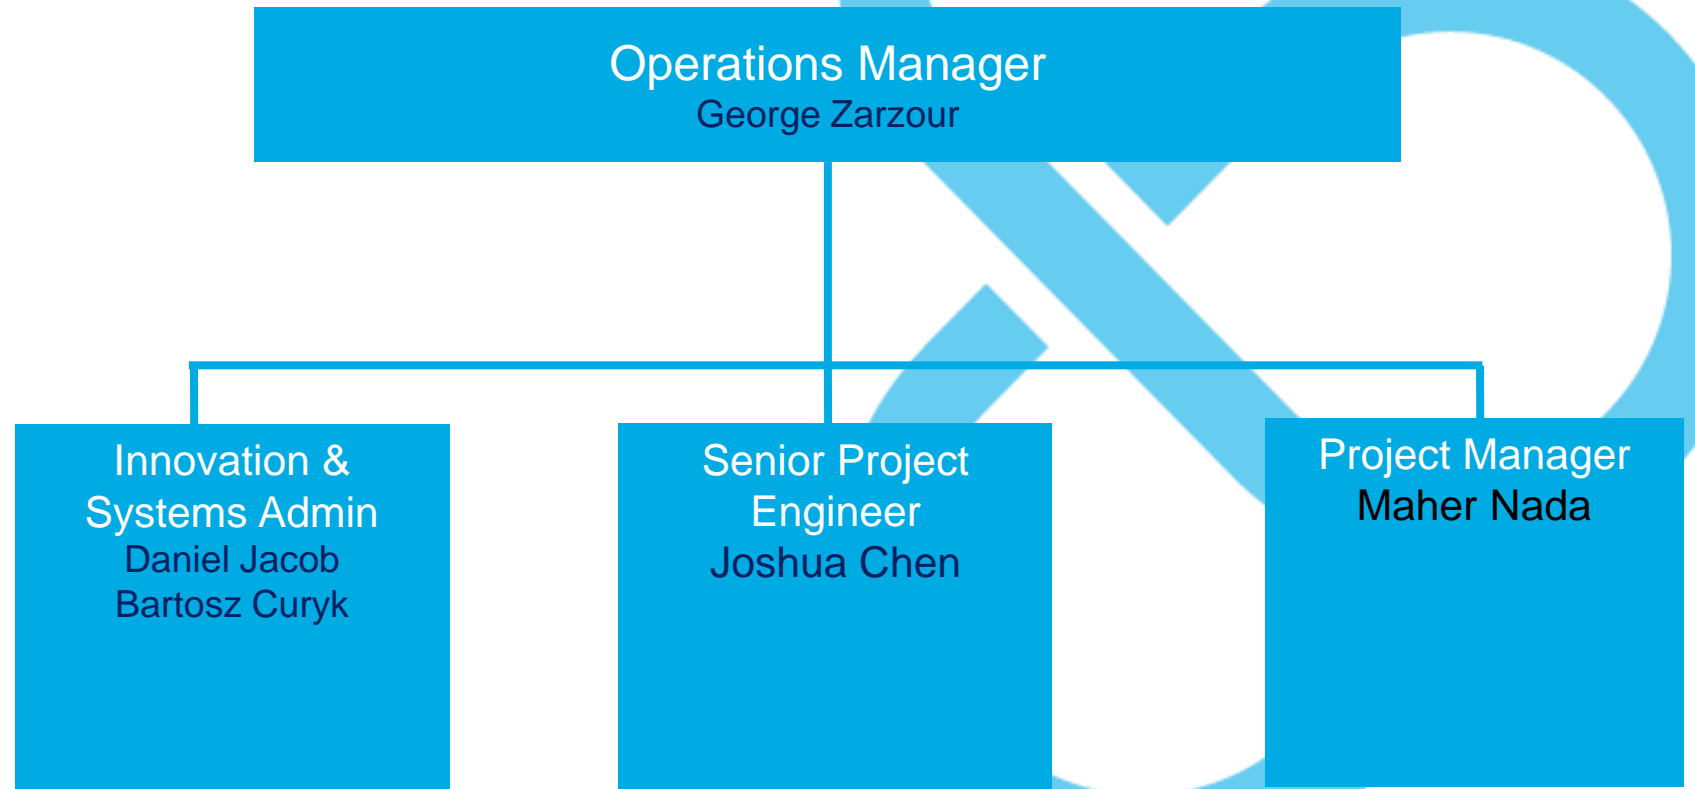 Operations Manager
George Zarzour
Innovation &
Systems Admin
Daniel Jacob
Bartosz Curyk
Senior Project
Engineer
Joshua Chen
Project Manager
Maher Nada